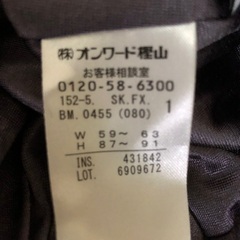 ㈱オンワード樫山
お客様相談室
0120-58-6300
152-5. SK.FX. 1
BM. 0455 (080)
W 59〜 63
H 87〜 91
INS. 431842
LOT. 6909672